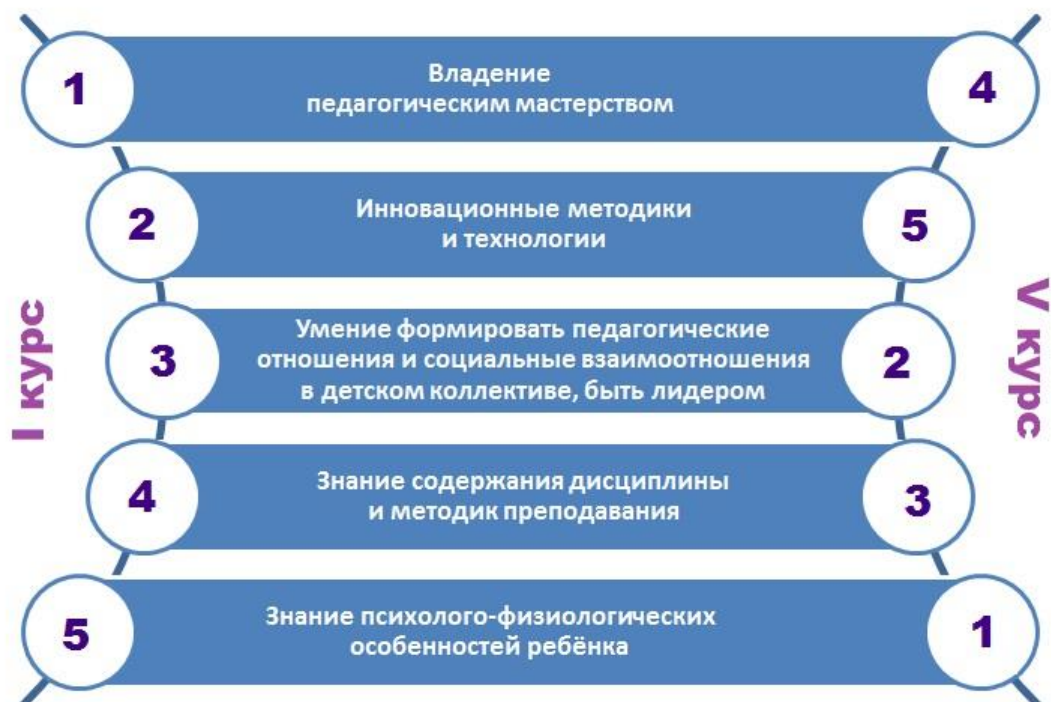 1
Владение
педагогическим мастерством
4
2
Инновационные методики
и технологии
5
I курс
3
Умение формировать педагогические
отношения и социальные взаимоотношения
в детском коллективе, быть лидером
2
V курс
4
Знание содержания дисциплины
и методик преподавания
3
5
Знание психолого-физиологических
особенностей ребёнка
1